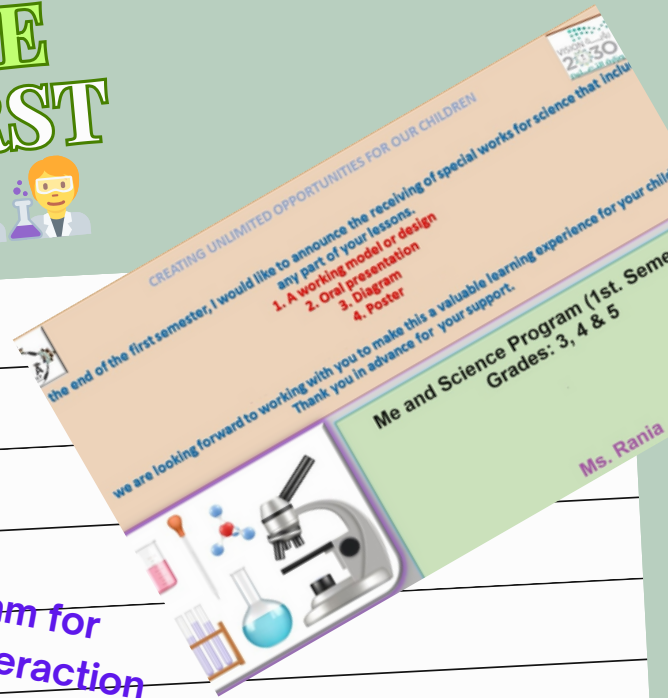 E
RST
VISION
2030
CREATING UNLIMITED OPPORTUNITIES FOR OUR CHILDREN
the end of the first semester, I would like to announce the receiving of special works for science that inclu
any part of your lessons.
1. A working model or design
2. Oral presentation
3. Diagram
4. Poster
we are looking forward to working with you to make this a valuable learning experience for your chil
Thank you in advance for your support.
Me and Science Program (1st. Seme
Grades: 3, 4 & 5
Ms. Rania
am for
eraction